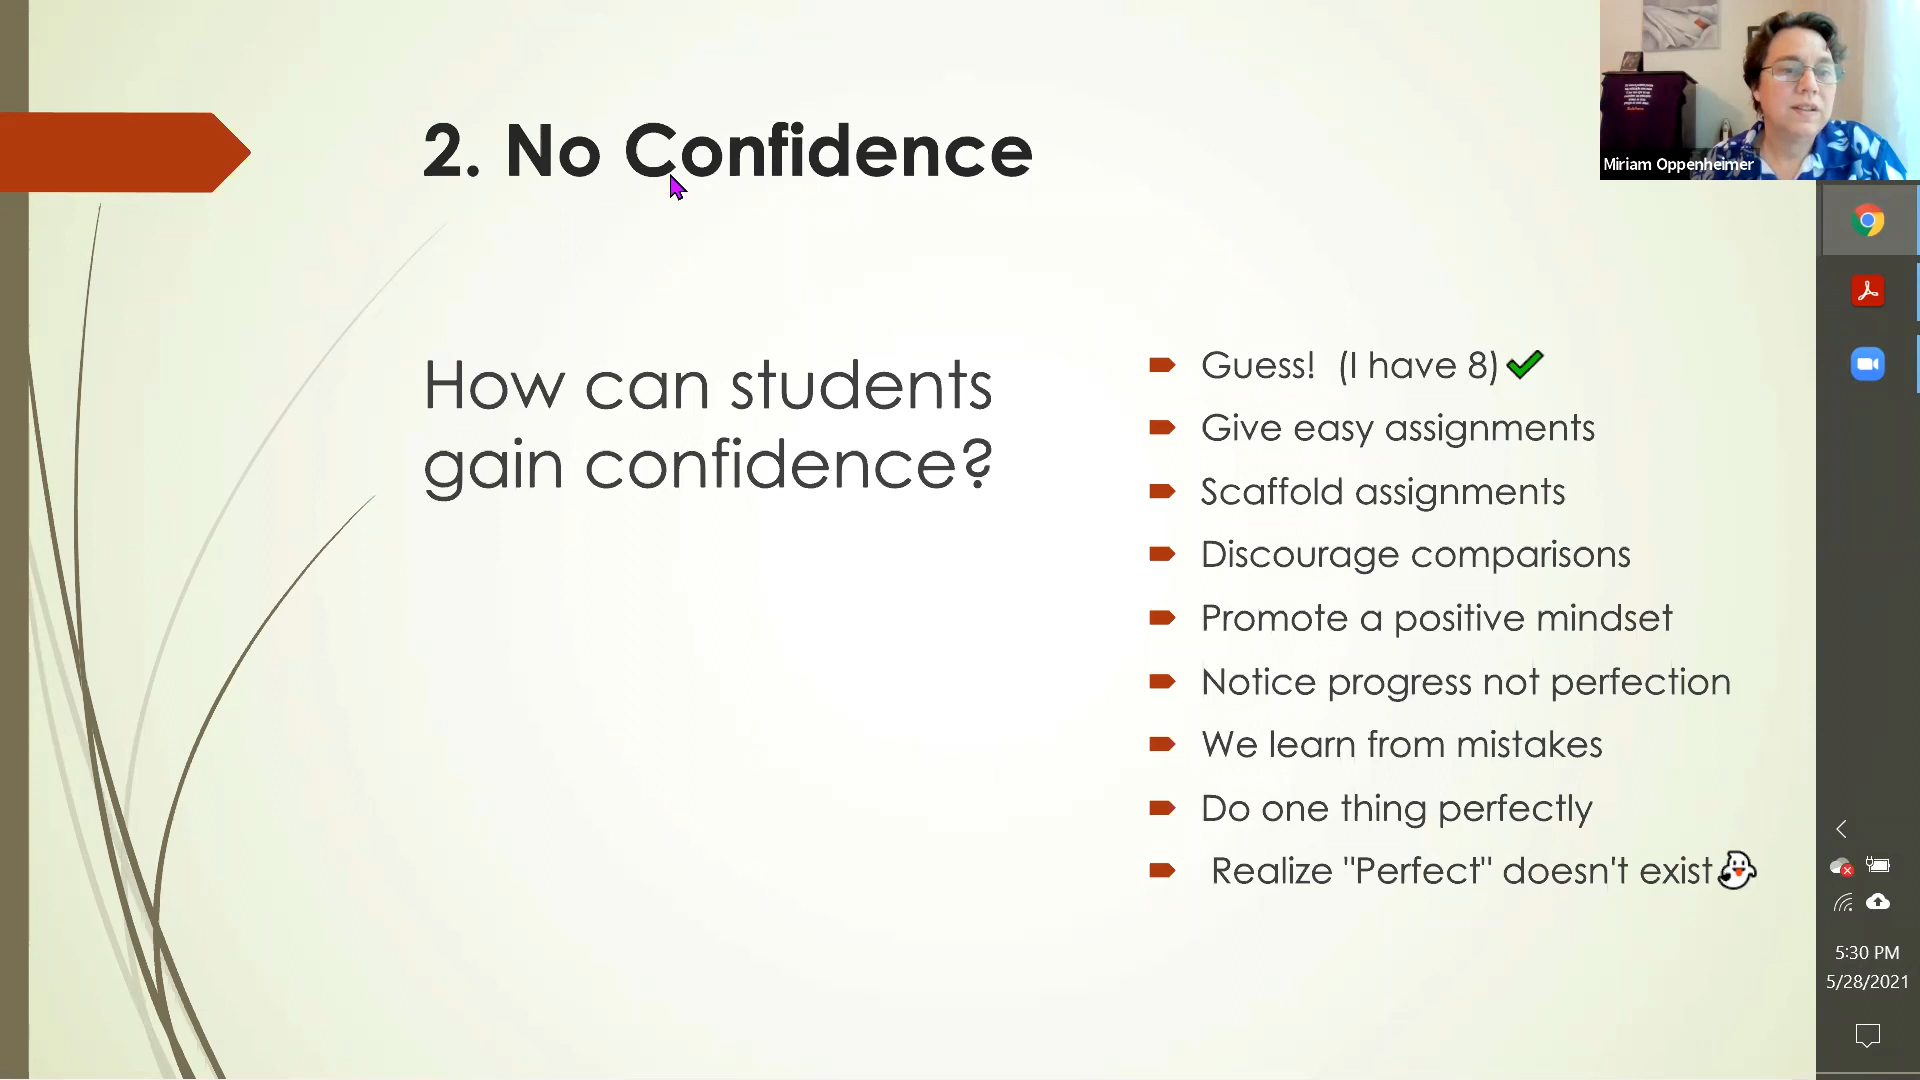 2. No Confidence
Miriam Oppenheimer
How can students
gain confidence?
Guess!  (I have 8)
Give easy assignments
Scaffold assignments
Discourage comparisons
Promote a positive mindset
Notice progress not perfection
We learn from mistakes
Do one thing perfectly
Realize "Perfect" doesn't exist
5:30 PM
5/28/2021